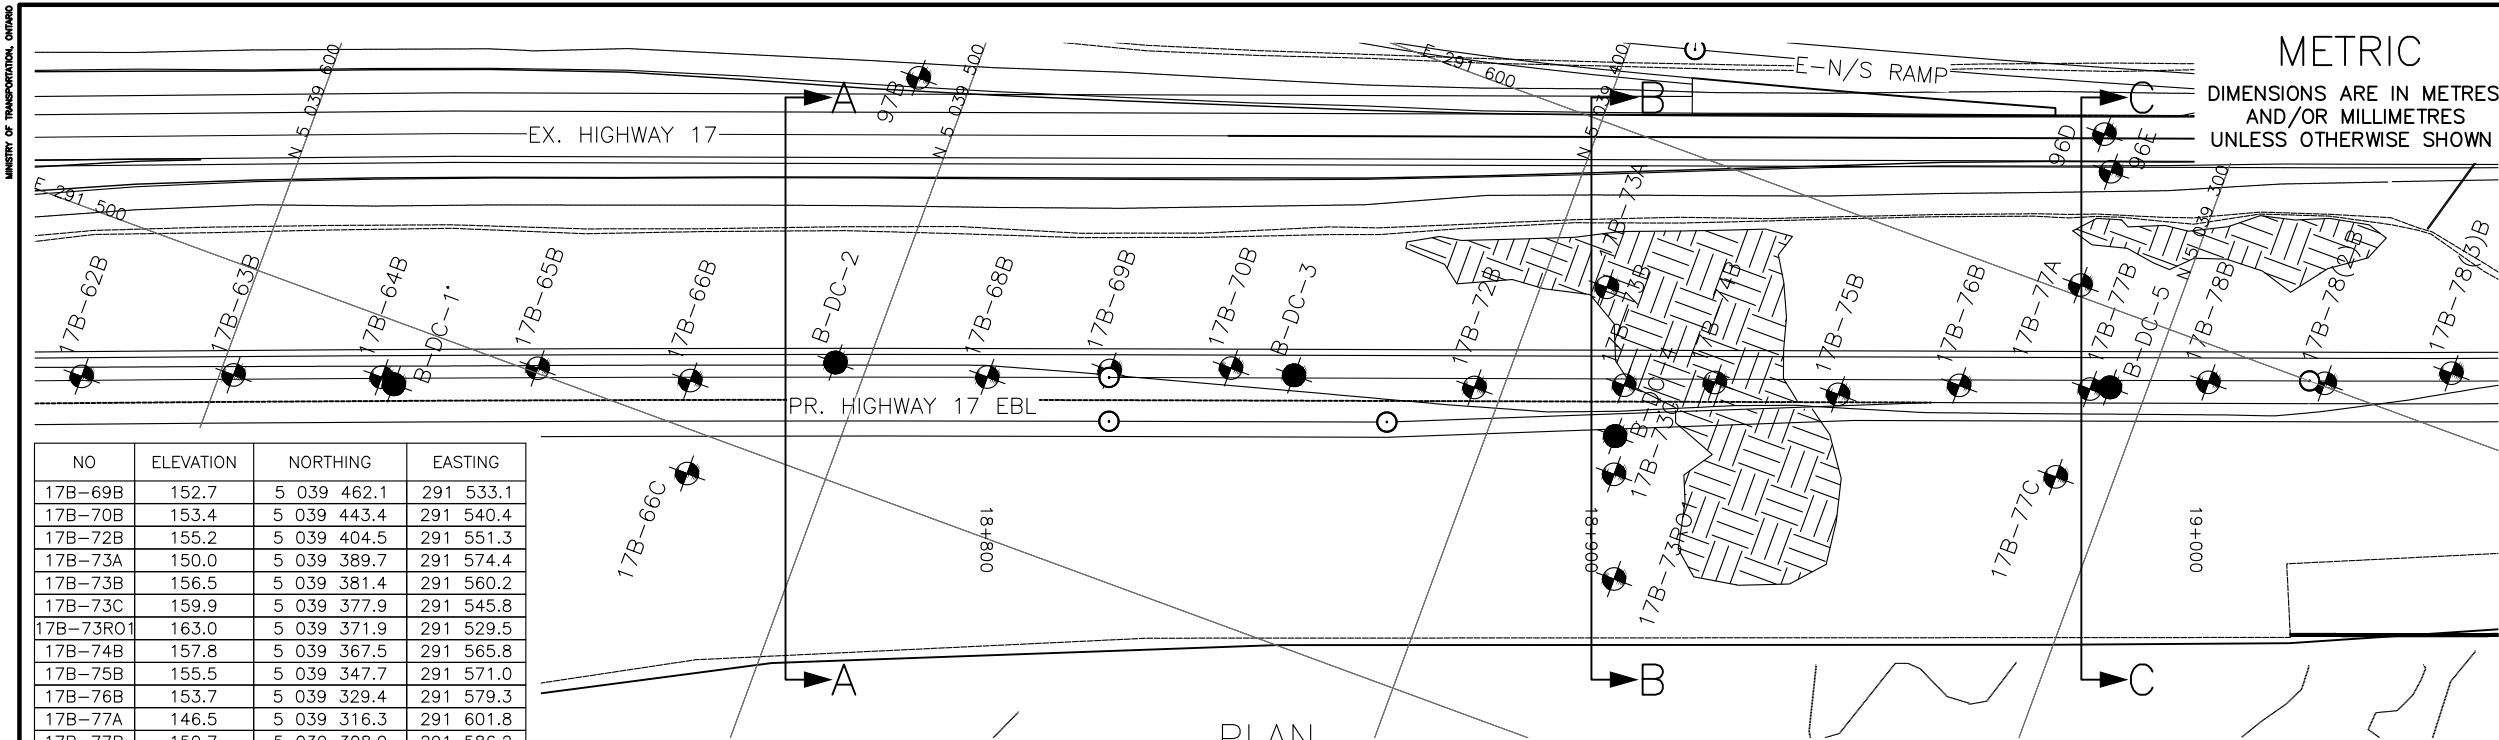 MINISTRY OF TRANSPORTATION, ONTARIO
METRIC
DIMENSIONS ARE IN METRES
AND/OR MILLIMETRES
UNLESS OTHERWISE SHOWN
N 5 039 600
N 5 039 500
N 5 039 400
N 5 039 300
E 291 500
E 291 600
E-N/S RAMP
EX. HIGHWAY 17
PR. HIGHWAY 17 EBL
A
B
C
97B
96D
96E
17B-62B
17B-63B
17B-64B
B-DC-1*
17B-65B
17B-66B
B-DC-2
17B-68B
17B-69B
17B-70B
B-DC-3
17B-72B
17B-73A
17B-73B
17B-74B
17B-75B
17B-76B
17B-77A
17B-77B
B-DC-5
17B-78B
17B-78(2)B
17B-78(3)B
B-DC-4
17B-73C
17B-73RO1
17B-66C
17B-77C
18+800
18+900
19+000
A
B
C
PLAN
NO ELEVATION NORTHING EASTING
17B-69B 152.7 5 039 462.1 291 533.1
17B-70B 153.4 5 039 443.4 291 540.4
17B-72B 155.2 5 039 404.5 291 551.3
17B-73A 150.0 5 039 389.7 291 574.4
17B-73B 156.5 5 039 381.4 291 560.2
17B-73C 159.9 5 039 377.9 291 545.8
17B-73RO1 163.0 5 039 371.9 291 529.5
17B-74B 157.8 5 039 367.5 291 565.8
17B-75B 155.5 5 039 347.7 291 571.0
17B-76B 153.7 5 039 329.4 291 579.3
17B-77A 146.5 5 039 316.3 291 601.8